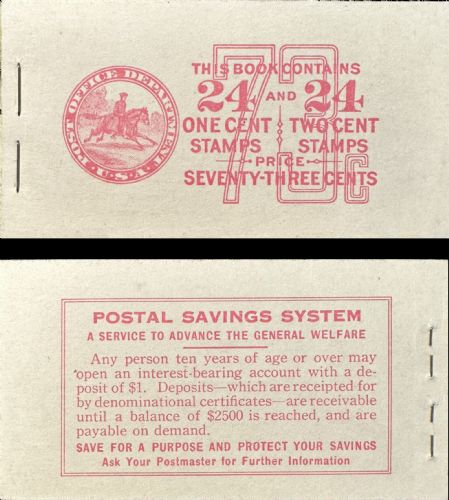 POST OFFICE DEPARTMENT
U.S.A.
73c
THIS BOOK CONTAINS
24 AND 24
ONE CENT TWO CENT
STAMPS STAMPS
PRICE
SEVENTY-THREE CENTS
POSTAL SAVINGS SYSTEM
A SERVICE TO ADVANCE THE GENERAL WELFARE
Any person ten years of age or over may
open an interest-bearing account with a de-
posit of $1. Deposits—which are receipted for
by denominational certificates—are receivable
until a balance of $2500 is reached, and are
payable on demand.
SAVE FOR A PURPOSE AND PROTECT YOUR SAVINGS
Ask Your Postmaster for Further Information